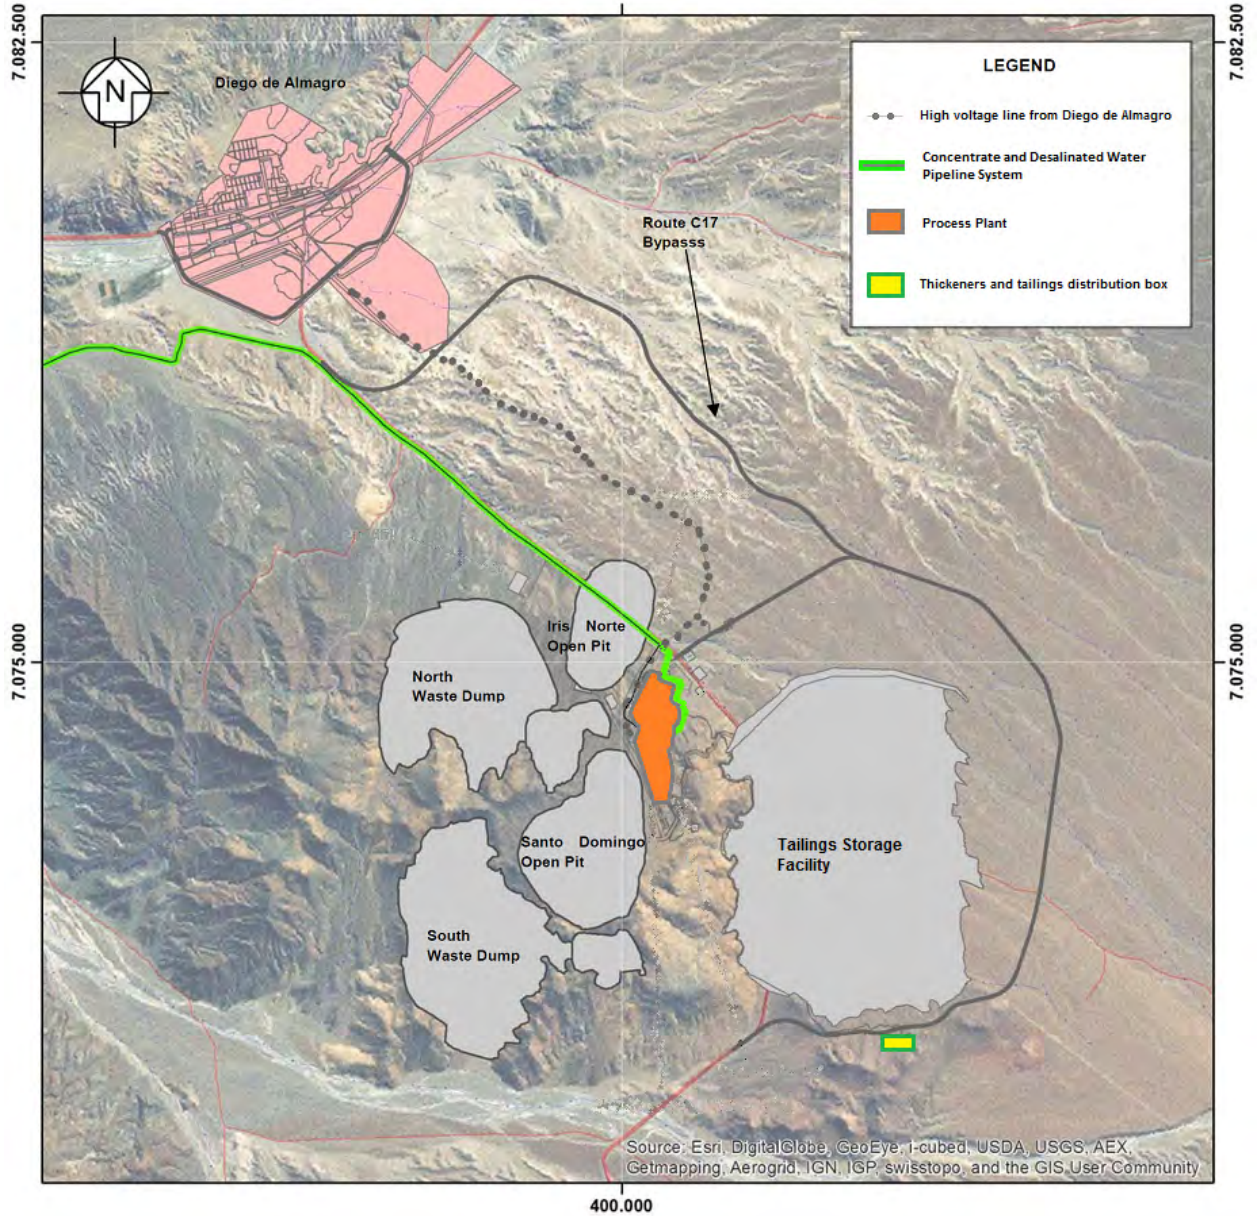 7.082.500
7.082.500
N
Diego de Almagro
LEGEND
High voltage line from Diego de Almagro
Concentrate and Desalinated Water
Pipeline System
Process Plant
Thickeners and tailings distribution box
Route C17
Bypasss
Iris Norte
Open Pit
North
Waste Dump
7.075.000
7.075.000
Santo Domingo
Open Pit
Tailings Storage
Facility
South
Waste Dump
Source: Esri, DigitalGlobe, GeoEye, i-cubed, USDA, USGS, AEX,
Getmapping, Aerogrid, IGN, IGP, swisstopo, and the GIS User Community
400.000